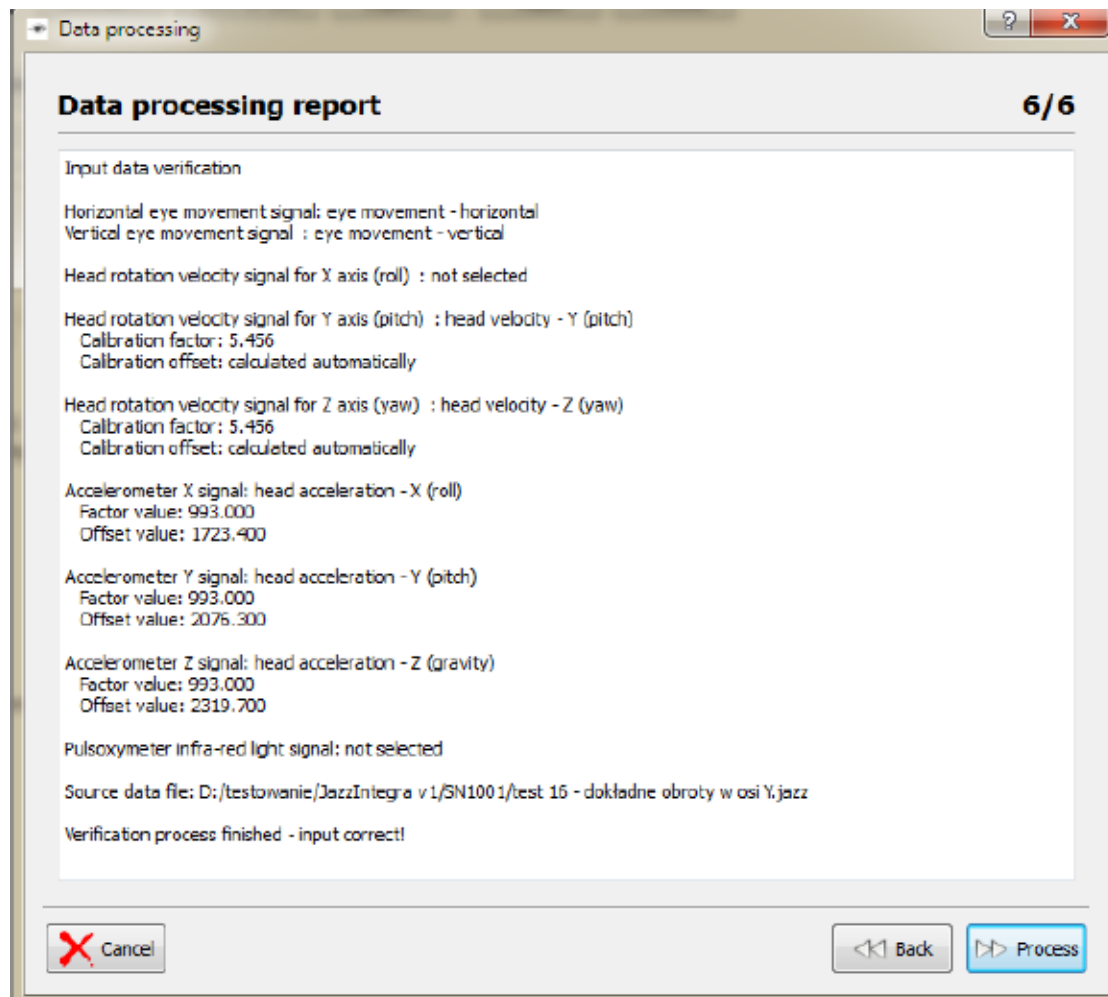 Data processing
?
X
Data processing report
6/6
Input data verification
Horizontal eye movement signal: eye movement - horizontal
Vertical eye movement signal : eye movement - vertical
Head rotation velocity signal for X axis (roll) : not selected
Head rotation velocity signal for Y axis (pitch) : head velocity - Y (pitch)
Calibration factor: 5.456
Calibration offset: calculated automatically
Head rotation velocity signal for Z axis (yaw) : head velocity - Z (yaw)
Calibration factor: 5.456
Calibration offset: calculated automatically
Accelerometer X signal: head acceleration - X (roll)
Factor value: 993.000
Offset value: 1723.400
Accelerometer Y signal: head acceleration - Y (pitch)
Factor value: 993.000
Offset value: 2076.300
Accelerometer Z signal: head acceleration - Z (gravity)
Factor value: 993.000
Offset value: 2319.700
Pulsoxymeter infra-red light signal: not selected
Source data file: D:/testowanie/JazzIntegra v1/SN1001/test 16 - dokładne obroty w osi Y.jazz
Verification process finished - input correct!
Cancel
Back
Process